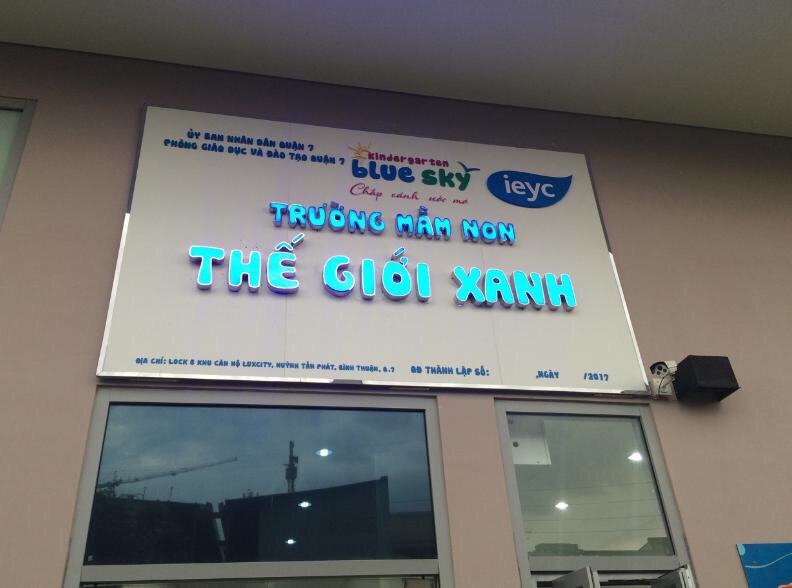 ỦY BAN NHÂN DÂN QUẬN 7
PHÒNG GIÁO DỤC VÀ ĐÀO TẠO QUẬN 7
kindergarten
blue sky
Chắp cánh ước mơ
ieyc
TRƯỜNG MẦM NON
THẾ GIỚI XANH
ĐỊA CHỈ: LOCK B KHU CĂN HỘ LUXCITY, HUỲNH TẤN PHÁT, BÌNH THUẬN, Q.7
QĐ THÀNH LẬP SỐ: ,NGÀY /2017